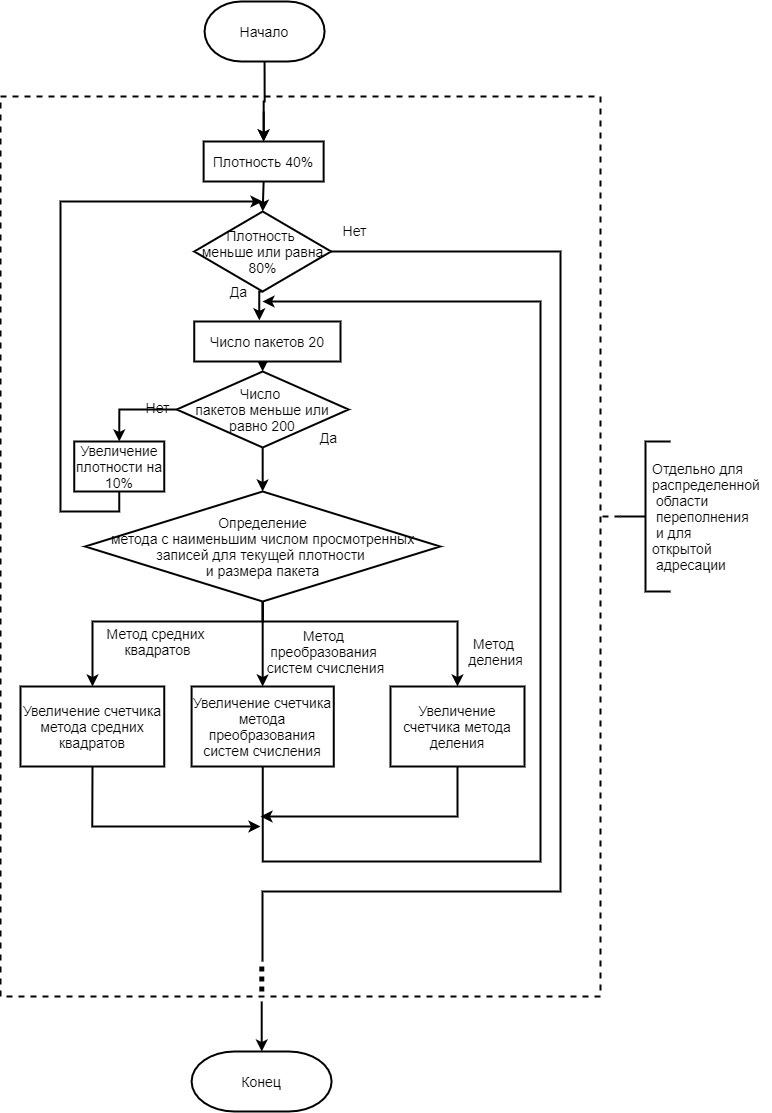 Начало
Плотность 40%
Плотность
меньше или равна
80%
Нет
Да
Число пакетов 20
Число
пакетов меньше или
равно 200
Нет
Да
Увеличение
плотности на
10%
Определение
метода с наименьшим числом просмотренных
записей для текущей плотности
и размера пакета
Отдельно для
распределенной
области
переполнения
и для
открытой
адресации
Метод средних
квадратов
Метод
преобразования
систем счисления
Метод
деления
Увеличение счетчика
метода средних
квадратов
Увеличение счетчика
метода
преобразования
систем счисления
Увеличение
счетчика метода
деления
Конец